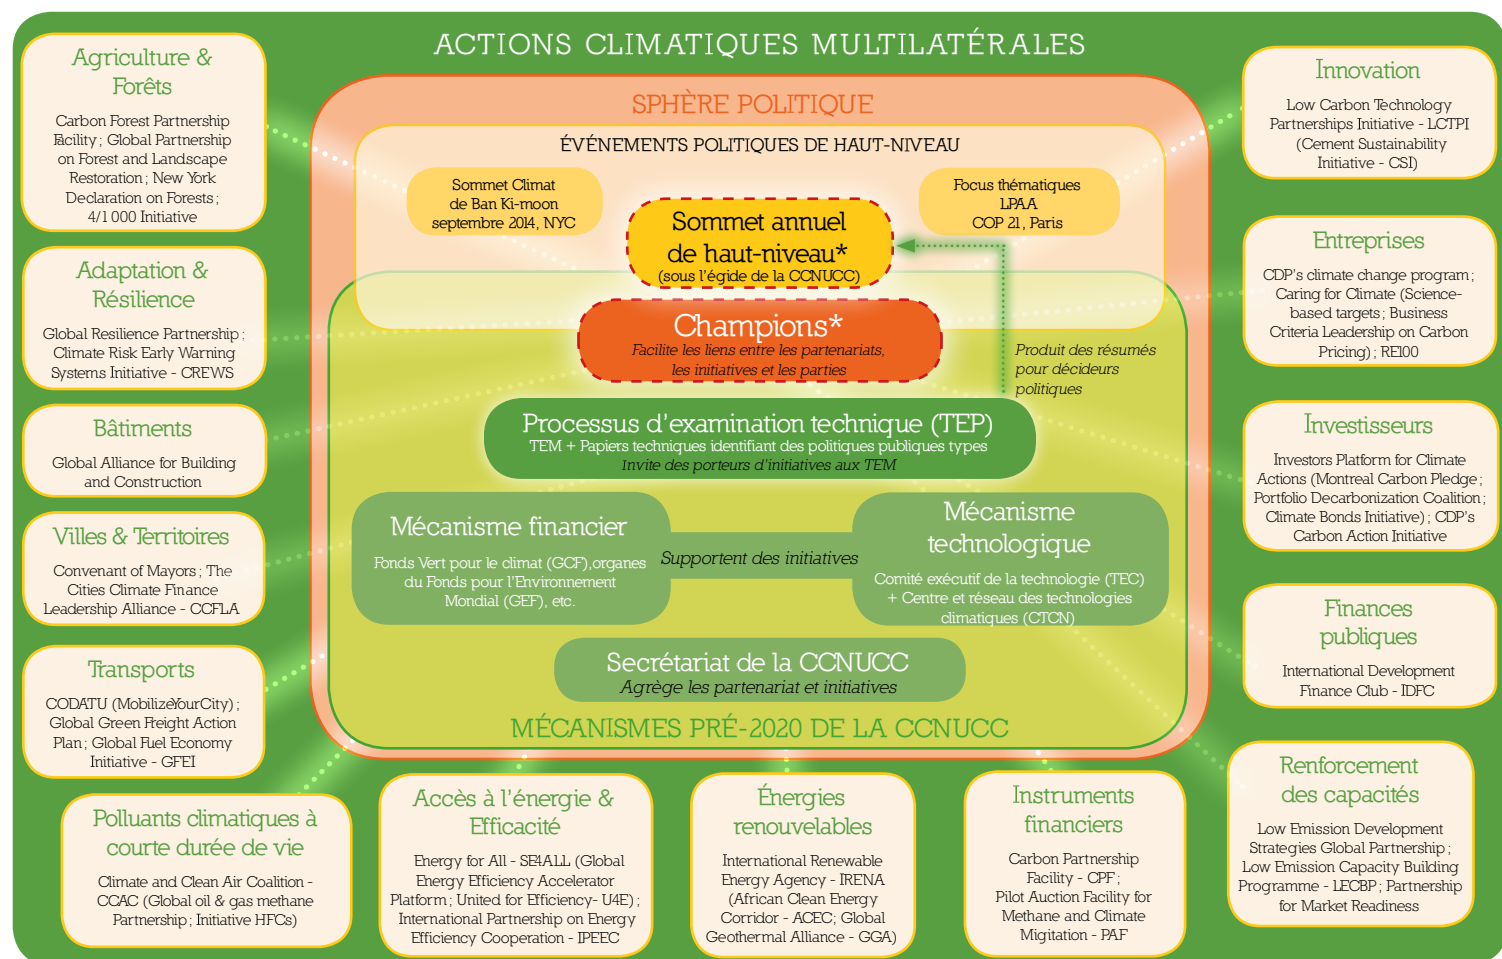 ACTIONS CLIMATIQUES MULTILATÉRALES
Agriculture &
Forêts
Carbon Forest Partnership
Facility ; Global Partnership
on Forest and Landscape
Restoration ; New York
Declaration on Forests ;
4/1 000 Initiative
Adaptation &
Résilience
Global Resilience Partnership ;
Climate Risk Early Warning
Systems Initiative - CREWS
Bâtiments
Global Alliance for Building
and Construction
Villes & Territoires
Convenant of Mayors ; The
Cities Climate Finance
Leadership Alliance - CCFLA
Transports
CODATU (MobilizeYourCity) ;
Global Green Freight Action
Plan ; Global Fuel Economy
Initiative - GFEI
Polluants climatiques à
courte durée de vie
Climate and Clean Air Coalition -
CCAC (Global oil & gas methane
Partnership ; Initiative HFCs)
SPHÈRE POLITIQUE
ÉVÉNEMENTS POLITIQUES DE HAUT-NIVEAU
Sommet Climat
de Ban Ki-moon
septembre 2014, NYC
Sommet annuel
de haut-niveau*
(sous l'égide de la CCNUCC)
Focus thématiques
LPAA
COP 21, Paris
Champions*
Facilite les liens entre les partenariats,
les initiatives et les parties
Produit des résumés
pour décideurs
politiques
Processus d'examination technique (TEP)
TEM + Papiers techniques identifiant des politiques publiques types
Invite des porteurs d'initiatives aux TEM
Mécanisme financier
Fonds Vert pour le climat (GCF),organes
du Fonds pour l'Environnement
Mondial (GEF), etc.
Supportent des initiatives
Mécanisme
technologique
Comité exécutif de la technologie (TEC)
+ Centre et réseau des technologies
climatiques (CTCN)
Secrétariat de la CCNUCC
Agrège les partenariat et initiatives
MÉCANISMES PRÉ-2020 DE LA CCNUCC
Accès à l'énergie &
Efficacité
Energy for All - SE4ALL (Global
Energy Efficiency Accelerator
Platform ; United for Efficiency- U4E) ;
International Partnership on Energy
Efficiency Cooperation - IPEEC
Énergies
renouvelables
International Renewable
Energy Agency - IRENA
(African Clean Energy
Corridor - ACEC; Global
Geothermal Alliance - GGA)
Instruments
financiers
Carbon Partnership
Facility - CPF ;
Pilot Auction Facility for
Methane and Climate
Migitation - PAF
Innovation
Low Carbon Technology
Partnerships Initiative - LCTPI
(Cement Sustainability
Initiative - CSI)
Entreprises
CDP's climate change program ;
Caring for Climate (Science-
based targets ; Business
Criteria Leadership on Carbon
Pricing) ; RE100
Investisseurs
Investors Platform for Climate
Actions (Montreal Carbon Pledge ;
Portfolio Decarbonization Coalition ;
Climate Bonds Initiative) ; CDP's
Carbon Action Initiative
Finances
publiques
International Development
Finance Club - IDFC
Renforcement
des capacités
Low Emission Development
Strategies Global Partnership ;
Low Emission Capacity Building
Programme - LECBP ; Partnership
for Market Readiness